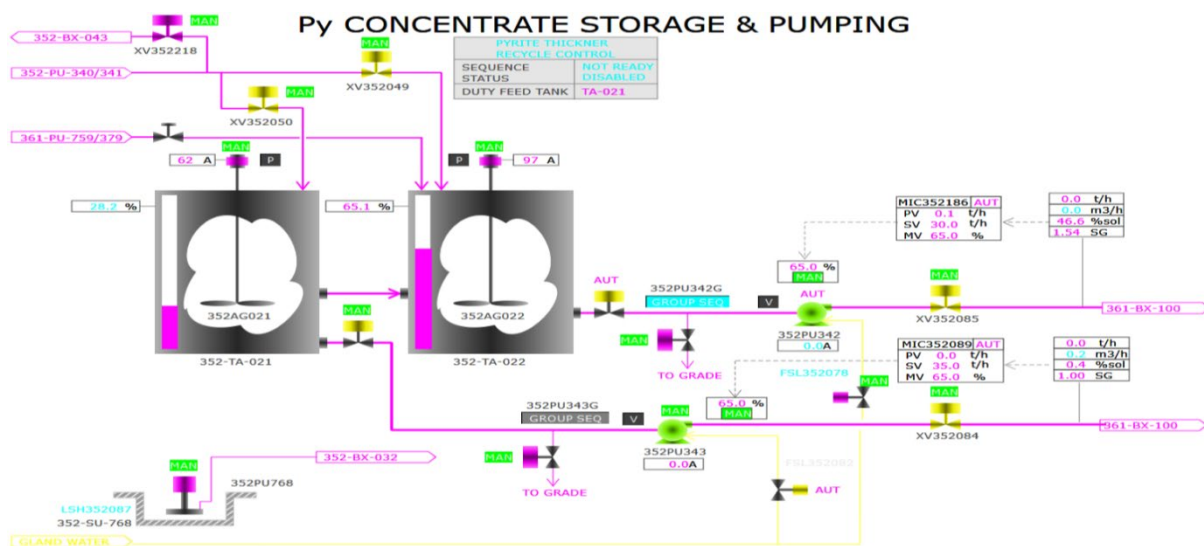 Py CONCENTRATE STORAGE & PUMPING
352-BX-043
MAN
XV352218
PYRITE THICKNER
RECYCLE CONTROL
SEQUENCE STATUS
NOT READY
DISABLED
DUTY FEED TANK
TA-021
352-PU-340/341
MAN
XV352049
MAN
XV352050
361-PU-759/379
MAN
62 A
P
MAN
P
97 A
28.2 %
65.1 %
352AG021
352AG022
352-TA-021
352-TA-022
MIC352186 AUT
PV 0.1 t/h
SV 30.0 t/h
MV 65.0 %
0.0 t/h
0.0 m3/h
46.6 %sol
1.54 SG
65.0 %
MAN
AUT
352PU342G
GROUP SEQ
V
AUT
MAN
XV352085
361-BX-100
352PU342
0.0A
MAN
TO GRADE
MIC352089 AUT
PV 0.0 t/h
SV 35.0 t/h
MV 65.0 %
0.0 t/h
0.2 m3/h
0.4 %sol
1.00 SG
FSL352078
MAN
65.0 %
MAN
MAN
352PU343G
GROUP SEQ
V
MAN
MAN
XV352084
361-BX-100
352PU343
0.0A
MAN
TO GRADE
FSL352082
AUT
352-BX-032
MAN
352PU768
LSH352087
352-SU-768
GLAND WATER